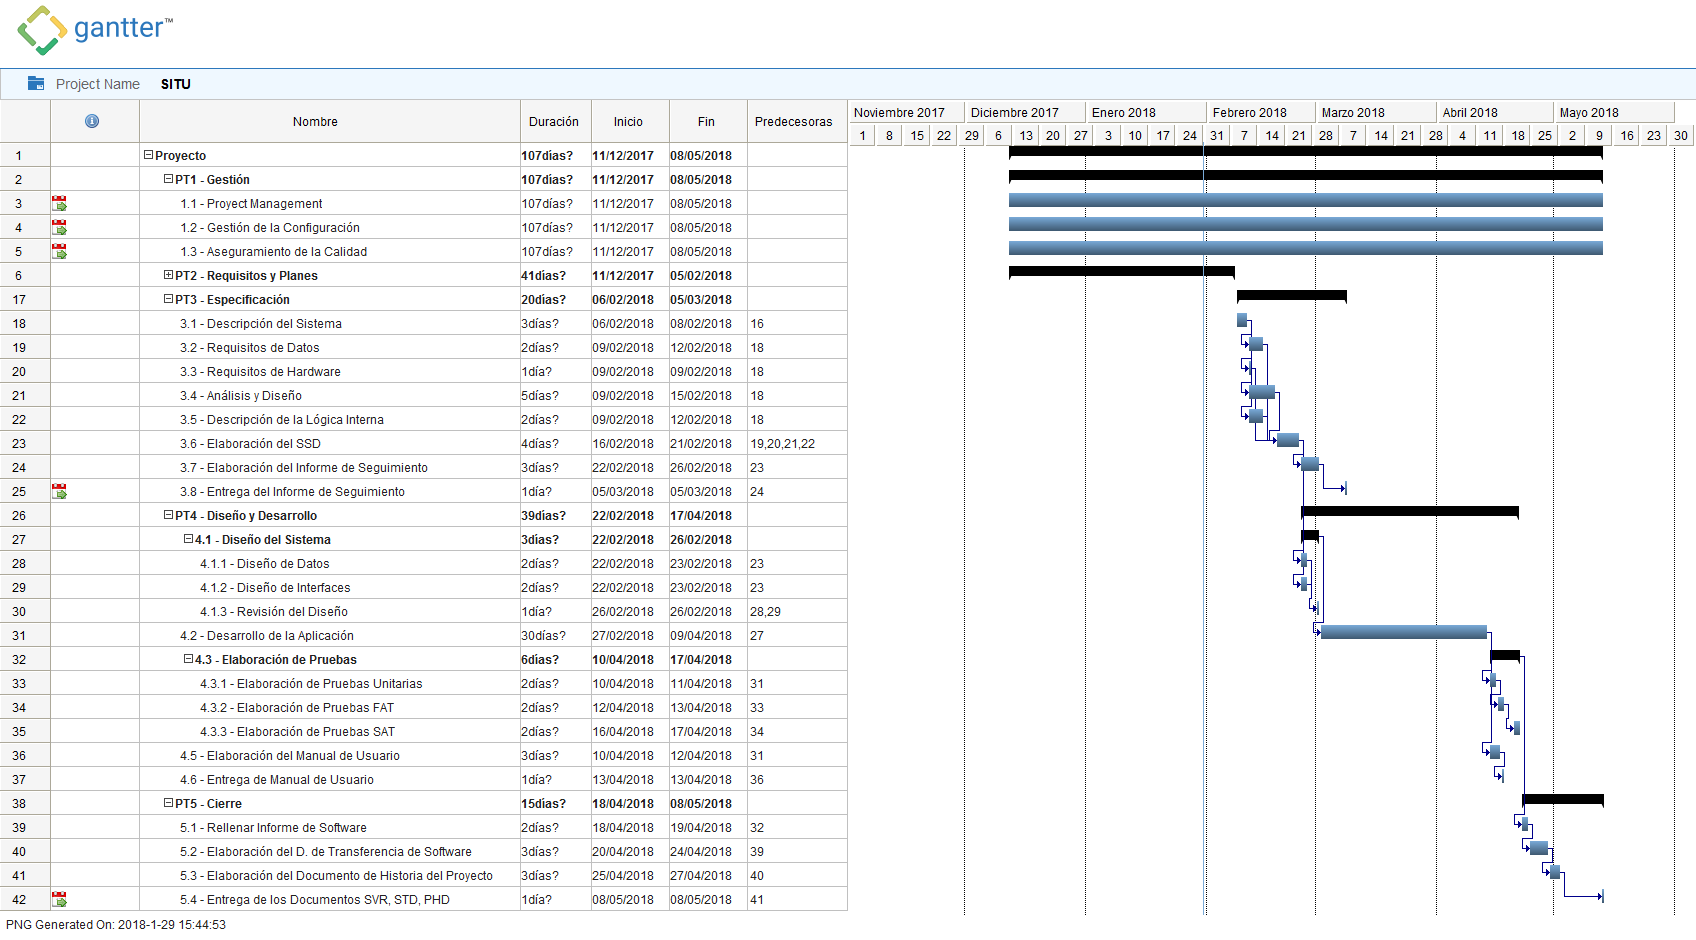 gantter™
Project Name SITU
Nombre Duración Inicio Fin Predecesoras
Noviembre 2017 Diciembre 2017 Enero 2018 Febrero 2018 Marzo 2018 Abril 2018 Mayo 2018
1 8 15 22 29 6 13 20 27 3 10 17 24 31 7 14 21 28 7 14 21 28 4 11 18 25 2 9 16 23 30
1 Proyecto 107días? 11/12/2017 08/05/2018
2 PT1 - Gestión 107días? 11/12/2017 08/05/2018
3 1.1 - Proyect Management 107días? 11/12/2017 08/05/2018
4 1.2 - Gestión de la Configuración 107días? 11/12/2017 08/05/2018
5 1.3 - Aseguramiento de la Calidad 107días? 11/12/2017 08/05/2018
6 PT2 - Requisitos y Planes 41días? 11/12/2017 05/02/2018
17 PT3 - Especificación 20días? 06/02/2018 05/03/2018
18 3.1 - Descripción del Sistema 3días? 06/02/2018 08/02/2018 16
19 3.2 - Requisitos de Datos 2días? 09/02/2018 12/02/2018 18
20 3.3 - Requisitos de Hardware 1día? 09/02/2018 09/02/2018 18
21 3.4 - Análisis y Diseño 5días? 09/02/2018 15/02/2018 18
22 3.5 - Descripción de la Lógica Interna 2días? 09/02/2018 12/02/2018 18
23 3.6 - Elaboración del SSD 4días? 16/02/2018 21/02/2018 19,20,21,22
24 3.7 - Elaboración del Informe de Seguimiento 3días? 22/02/2018 26/02/2018 23
25 3.8 - Entrega del Informe de Seguimiento 1día? 05/03/2018 05/03/2018 24
26 PT4 - Diseño y Desarrollo 39días? 22/02/2018 17/04/2018
27 4.1 - Diseño del Sistema 3días? 22/02/2018 26/02/2018
28 4.1.1 - Diseño de Datos 2días? 22/02/2018 23/02/2018 23
29 4.1.2 - Diseño de Interfaces 2días? 22/02/2018 23/02/2018 23
30 4.1.3 - Revisión del Diseño 1día? 26/02/2018 26/02/2018 28,29
31 4.2 - Desarrollo de la Aplicación 30días? 27/02/2018 09/04/2018 27
32 4.3 - Elaboración de Pruebas 6días? 10/04/2018 17/04/2018
33 4.3.1 - Elaboración de Pruebas Unitarias 2días? 10/04/2018 11/04/2018 31
34 4.3.2 - Elaboración de Pruebas FAT 2días? 12/04/2018 13/04/2018 33
35 4.3.3 - Elaboración de Pruebas SAT 2días? 16/04/2018 17/04/2018 34
36 4.5 - Elaboración del Manual de Usuario 3días? 10/04/2018 12/04/2018 31
37 4.6 - Entrega de Manual de Usuario 1día? 13/04/2018 13/04/2018 36
38 PT5 - Cierre 15días? 18/04/2018 08/05/2018
39 5.1 - Rellenar Informe de Software 2días? 18/04/2018 19/04/2018 32
40 5.2 - Elaboración del D. de Transferencia de Software 3días? 20/04/2018 24/04/2018 39
41 5.3 - Elaboración del Documento de Historia del Proyecto 3días? 25/04/2018 27/04/2018 40
42 5.4 - Entrega de los Documentos SVR, STD, PHD 1día? 08/05/2018 08/05/2018 41
PNG Generated On: 2018-1-29 15:44:53